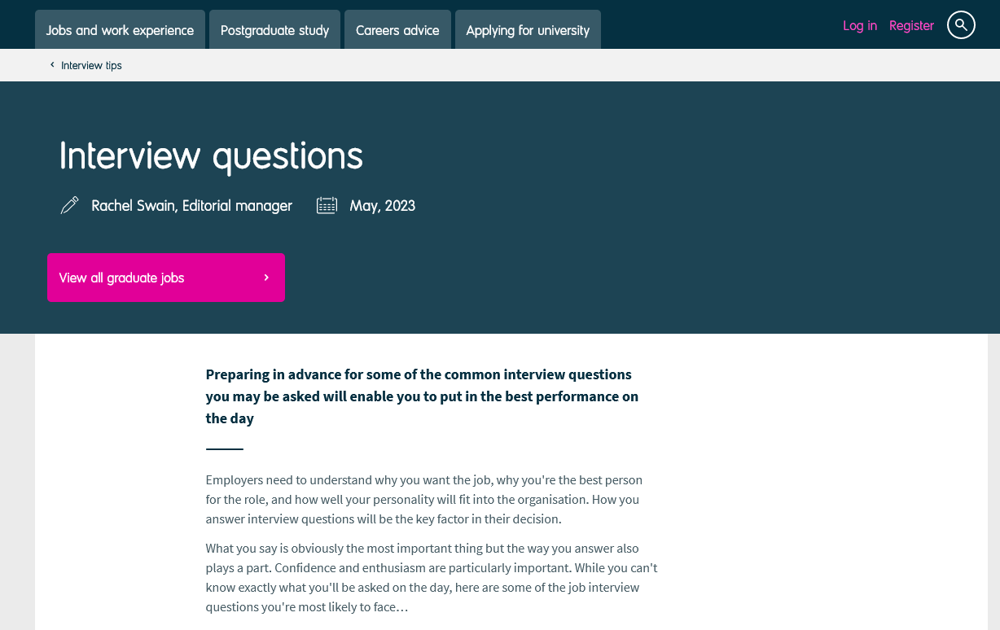 Jobs and work experience
Postgraduate study
Careers advice
Applying for university
Log in
Register
Interview tips
Interview questions
Rachel Swain, Editorial manager
May, 2023
View all graduate jobs
Preparing in advance for some of the common interview questions
you may be asked will enable you to put in the best performance on
the day
Employers need to understand why you want the job, why you're the best person
for the role, and how well your personality will fit into the organisation. How you
answer interview questions will be the key factor in their decision.
What you say is obviously the most important thing but the way you answer also
plays a part. Confidence and enthusiasm are particularly important. While you can't
know exactly what you'll be asked on the day, here are some of the job interview
questions you're most likely to face…